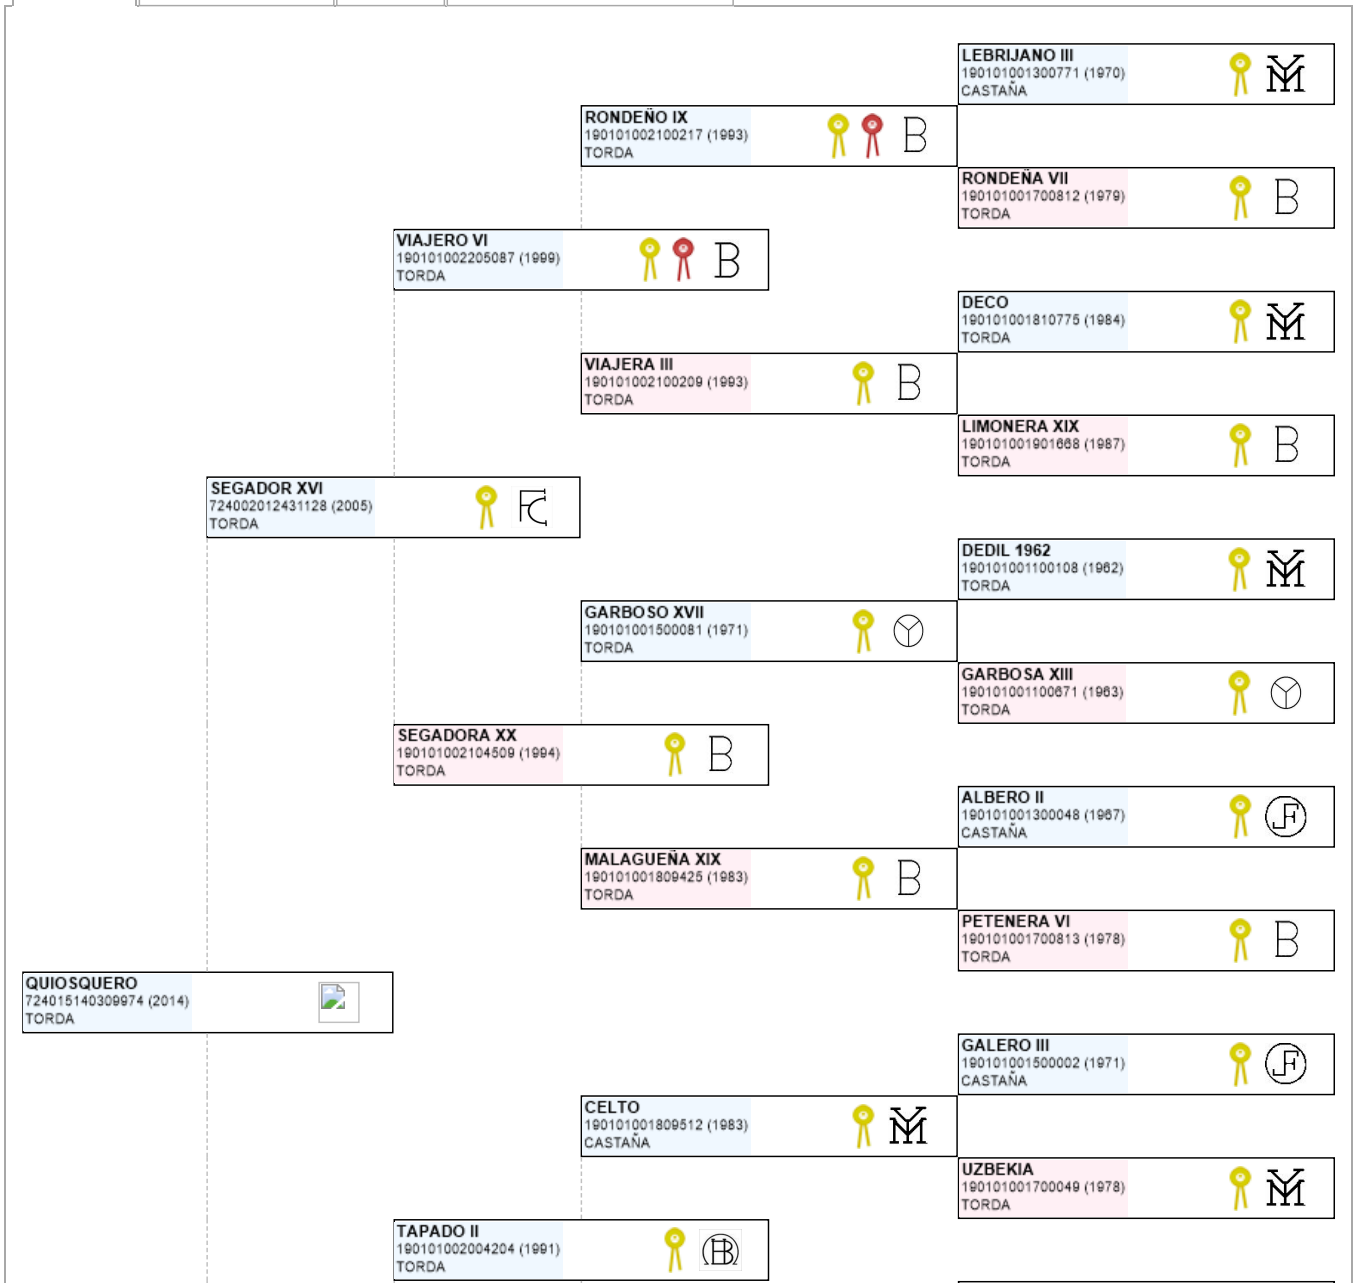 LEBRIJANO III
190101001300771 (1970)
CASTAÑA
RONDEÑO IX
190101002100217 (1993)
TORDA
B
RONDEÑA VII
190101001700812 (1979)
TORDA
B
VIAJERO VI
190101002205087 (1999)
TORDA
B
DECO
190101001810775 (1984)
TORDA
VIAJERA III
190101002100209 (1993)
TORDA
B
LIMONERA XIX
190101001901668 (1987)
TORDA
B
SEGADOR XVI
724002012431128 (2005)
TORDA
FC
DEDIL 1962
190101001100108 (1962)
TORDA
GARBOSO XVII
190101001500081 (1971)
TORDA
GARBOSA XIII
190101001100671 (1963)
TORDA
SEGADORA XX
190101002104509 (1994)
TORDA
B
ALBERO II
190101001300048 (1967)
CASTAÑA
MALAGUEÑA XIX
190101001809425 (1983)
TORDA
B
PETENERA VI
190101001700813 (1978)
TORDA
B
QUIOSQUERO
724015140309974 (2014)
TORDA
GALERO III
190101001500002 (1971)
CASTAÑA
CELTO
190101001809512 (1983)
CASTAÑA
UZBEKIA
190101001700049 (1978)
TORDA
TAPADO II
190101002004204 (1991)
TORDA